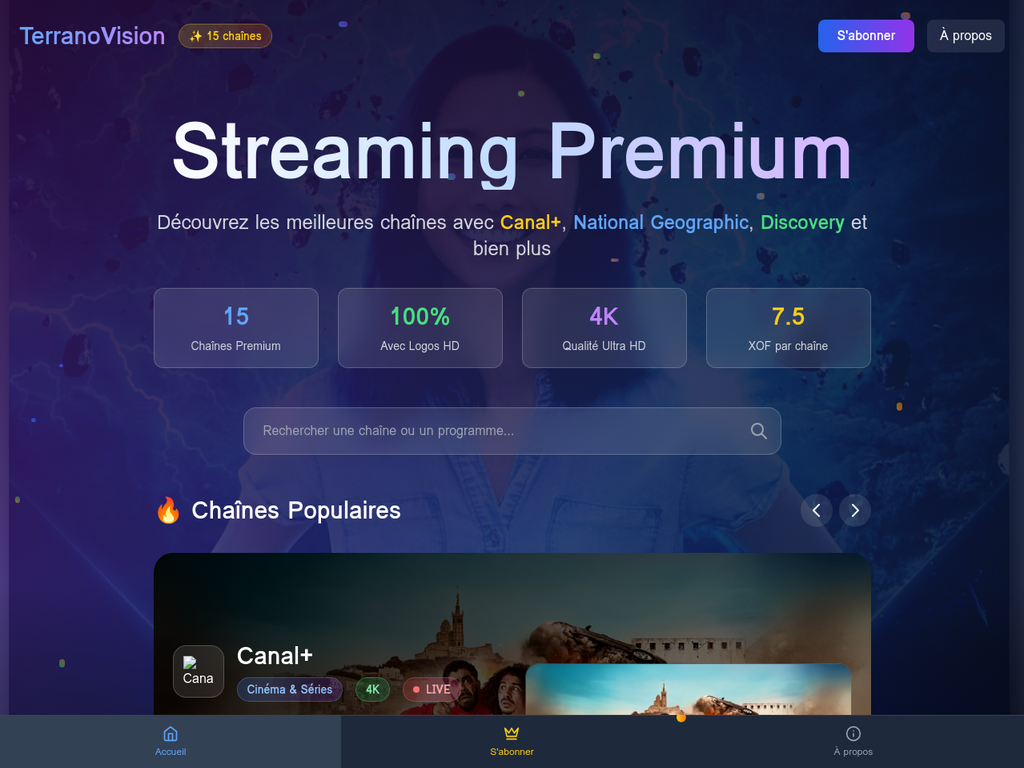 TerranoVision
✨ 15 chaînes
S'abonner
À propos
Streaming Premium
Découvrez les meilleures chaînes avec Canal+, National Geographic, Discovery et
bien plus
15
Chaînes Premium
100%
Avec Logos HD
4K
Qualité Ultra HD
7.5
XOF par chaîne
Rechercher une chaîne ou un programme...
🔥 Chaînes Populaires
Cana
Canal+
Cinéma & Séries
4K
LIVE
Accueil
S'abonner
À propos